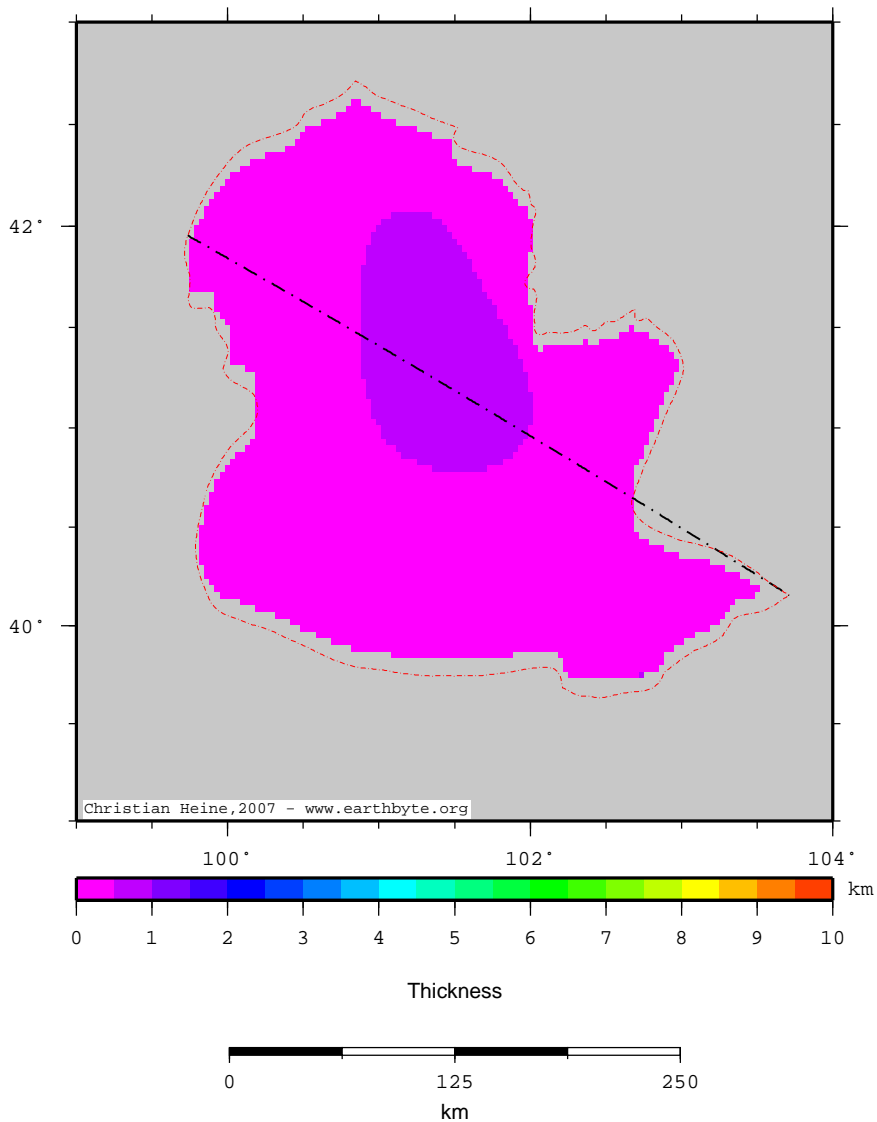 42°
40°
Christian Heine,2007 - www.earthbyte.org
100° 102° 104°
km
0 1 2 3 4 5 6 7 8 9 10
Thickness
0 125 250
km